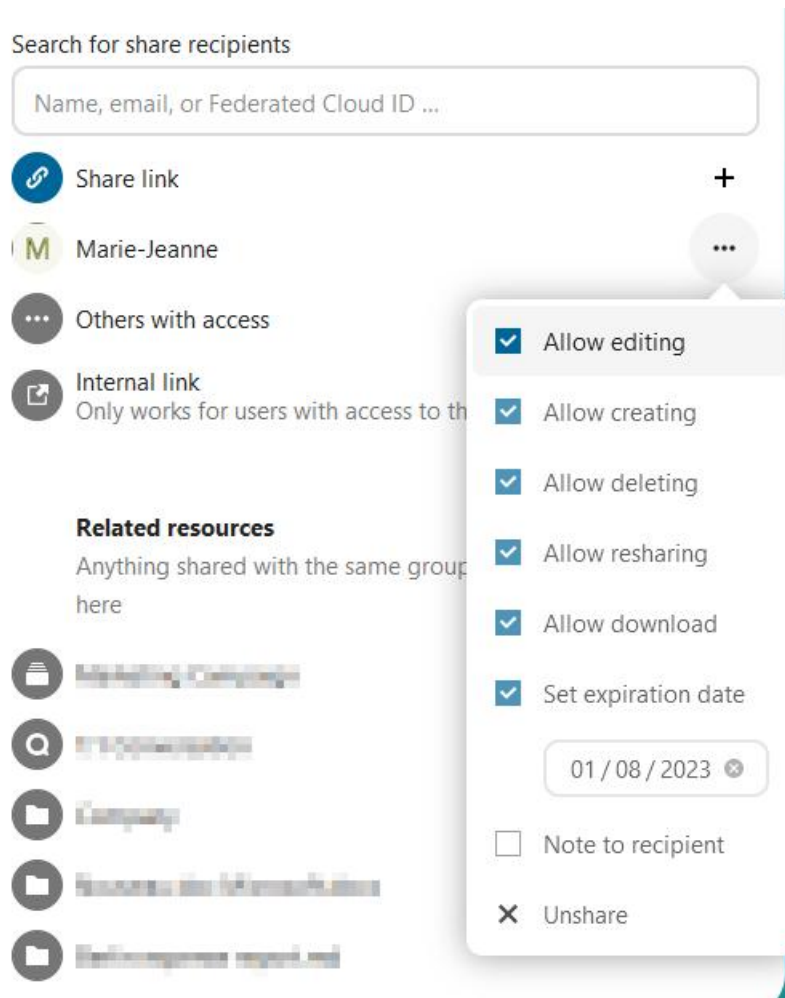 Search for share recipients
Name, email, or Federated Cloud ID ...
Share link
M Marie-Jeanne
Others with access
Internal link
Only works for users with access to th
Allow editing
Allow creating
Allow deleting
Allow resharing
Allow download
Set expiration date
01 / 08 / 2023
Note to recipient
Unshare
Related resources
Anything shared with the same group
here